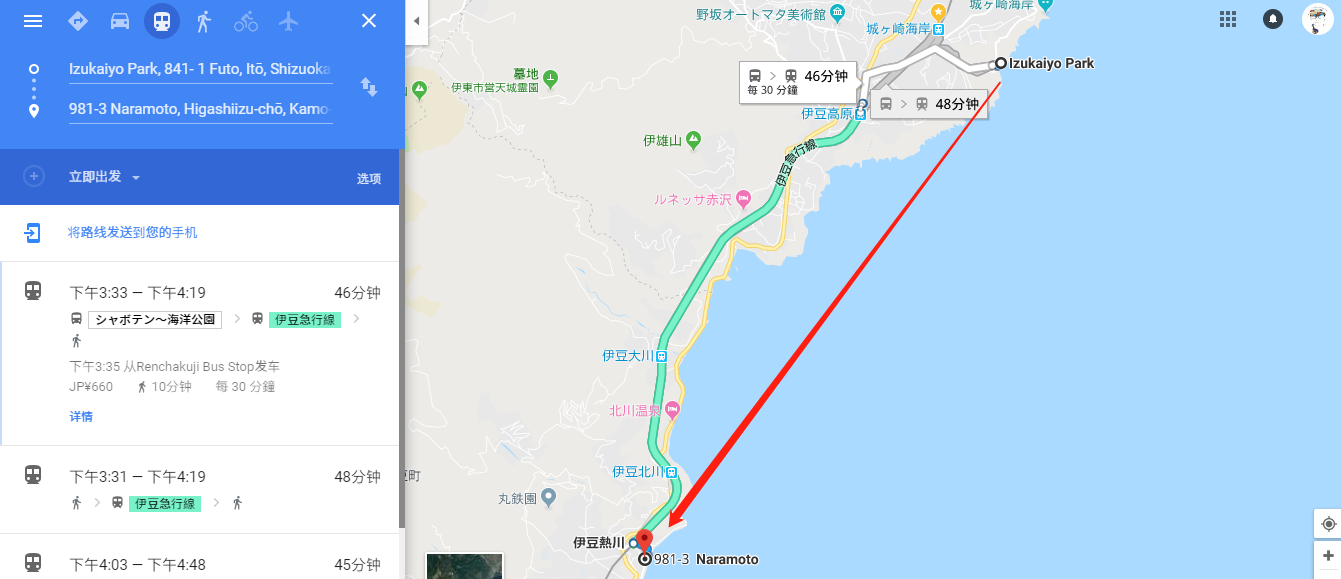 Izukaiyo Park, 841- 1 Futo, Itō, Shizuoka
981-3 Naramoto, Higashiizu-chō, Kamo-
立即出发
选项
将路线发送到您的手机
下午3:33 — 下午4:19
46分钟
シャボテン〜海洋公園
伊豆急行線
下午3:35 从Renchakuji Bus Stop发车
JP¥660
10分钟
每 30 分鐘
详情
下午3:31 — 下午4:19
48分钟
伊豆急行線
下午4:03 — 下午4:48
45分钟
野坂オートマタ美術館
城ヶ崎海岸
城ヶ崎海岸
Izukaiyo Park
46分钟
每 30 分鐘
48分钟
墓地
伊東市営天城霊園
伊豆高原
伊雄山
伊豆急行線
ルネッサ赤沢
伊豆大川
北川温泉
伊豆北川
町
丸鉄園
伊豆熱川
981-3 Naramoto